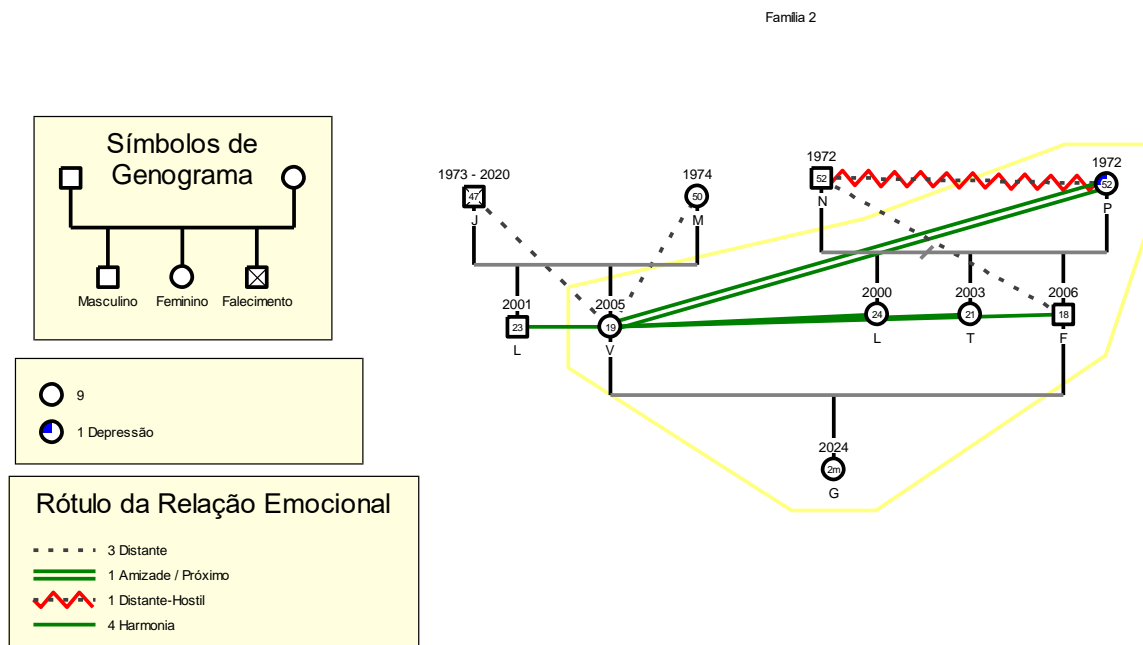 Família 2
Símbolos de
Genograma
Masculino Feminino Falecimento
9
1 Depressão
Rótulo da Relação Emocional
3 Distante
1 Amizade / Próximo
1 Distante-Hostil
4 Harmonia
1973 - 2020 1974 1972 1972
47 50 52 52
J M N P
2001 2005 2000 2003 2006
23 19 24 21 18
L V L T F
2024
2m
G